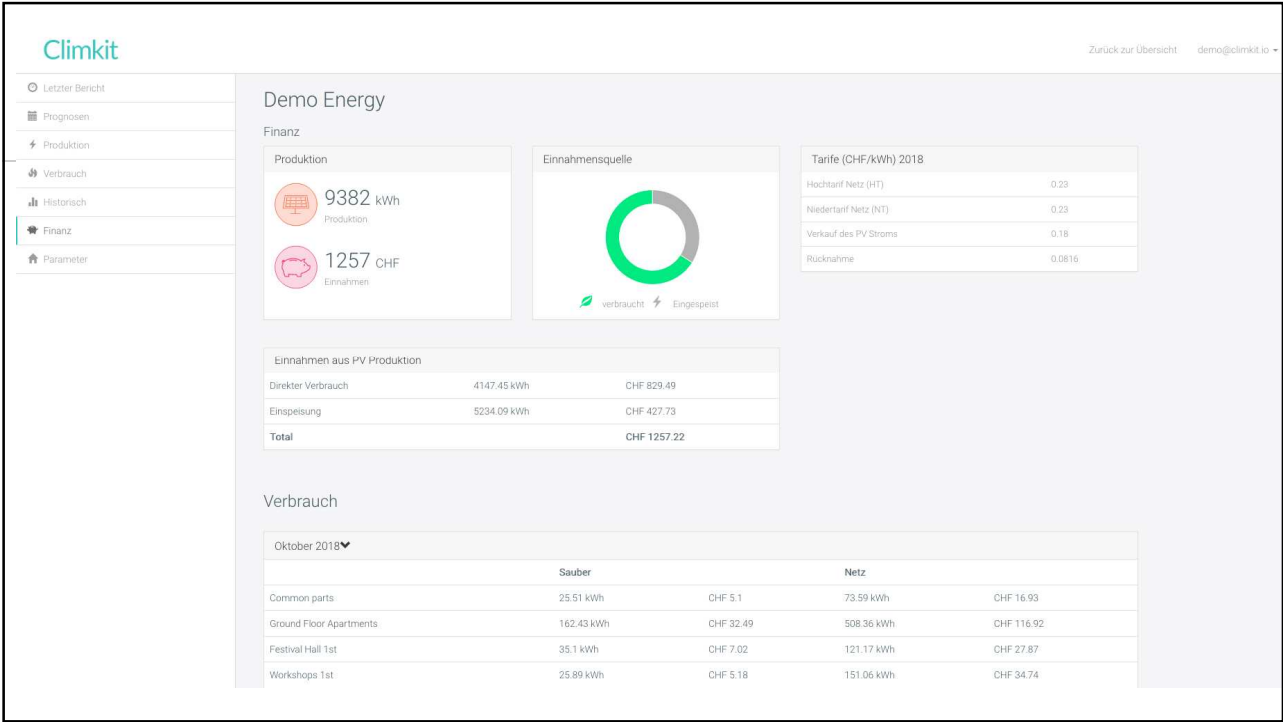 Climkit
Zurück zur Übersicht demo@climkit.io
Letzter Bericht
Prognosen
Produktion
Verbrauch
Historisch
Finanz
Parameter
Demo Energy
Finanz
Produktion
9382 kWh
Produktion
1257 CHF
Einnahmen
Einnahmensquelle
verbraucht Eingespeist
Tarife (CHF/kWh) 2018
Hochtarif Netz (HT) 0.23
Niedertarif Netz (NT) 0.23
Verkauf des PV Stroms 0.18
Rücknahme 0.0816
Einnahmen aus PV Produktion
Direkter Verbrauch 4147.45 kWh CHF 829.49
Einspeisung 5234.09 kWh CHF 427.73
Total CHF 1257.22
Verbrauch
Oktober 2018
Sauber Netz
Common parts 25.51 kWh CHF 5.1 73.59 kWh CHF 16.93
Ground Floor Apartments 162.43 kWh CHF 32.49 508.36 kWh CHF 116.92
Festival Hall 1st 35.1 kWh CHF 7.02 121.17 kWh CHF 27.87
Workshops 1st 25.89 kWh CHF 5.18 151.06 kWh CHF 34.74